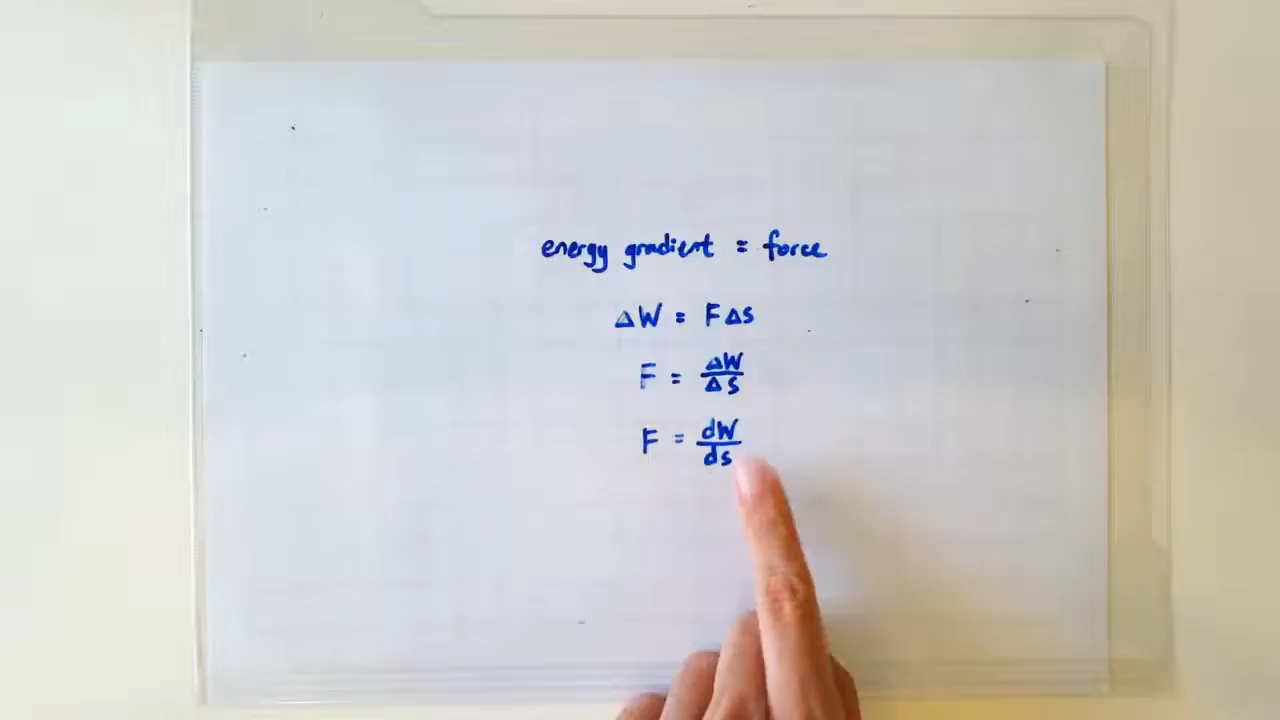 energy gradient = force
ΔW = FΔs
F = ΔW/Δs
F = dW/ds